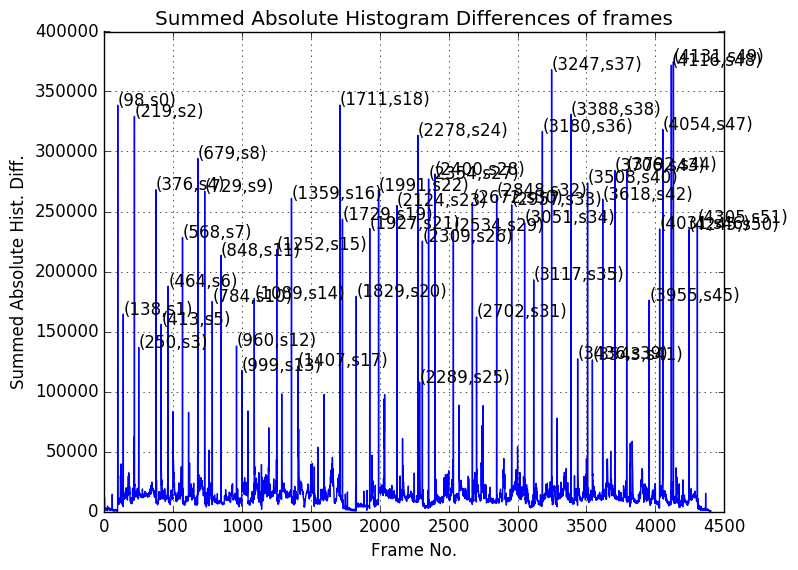 Summed Absolute Histogram Differences of frames
400000
350000
300000
250000
200000
150000
100000
50000
0
Summed Absolute Hist. Diff.
(98,s0)
(138,s1)
(219,s2)
(250,s3)
(376,s4)
(413,s5)
(464,s6)
(568,s7)
(679,s8)
(729,s9)
(784,s10)
(848,s11)
(960,s12)
(999,s13)
(1089,s14)
(1252,s15)
(1359,s16)
(1407,s17)
(1711,s18)
(1729,s19)
(1829,s20)
(1927,s21)
(1991,s22)
(2124,s23)
(2278,s24)
(2289,s25)
(2309,s26)
(2354,s27)
(2400,s28)
(2534,s29)
(2702,s31)
(2848,s32)
(2957,s33)
(3051,s34)
(3117,s35)
(3180,s36)
(3247,s37)
(3388,s38)
(3436,s39)
(3508,s40)
(3618,s42)
(3955,s45)
(4054,s47)
(4116,s48)
(4131,s49)
(4305,s51)
0 500 1000 1500 2000 2500 3000 3500 4000 4500
Frame No.